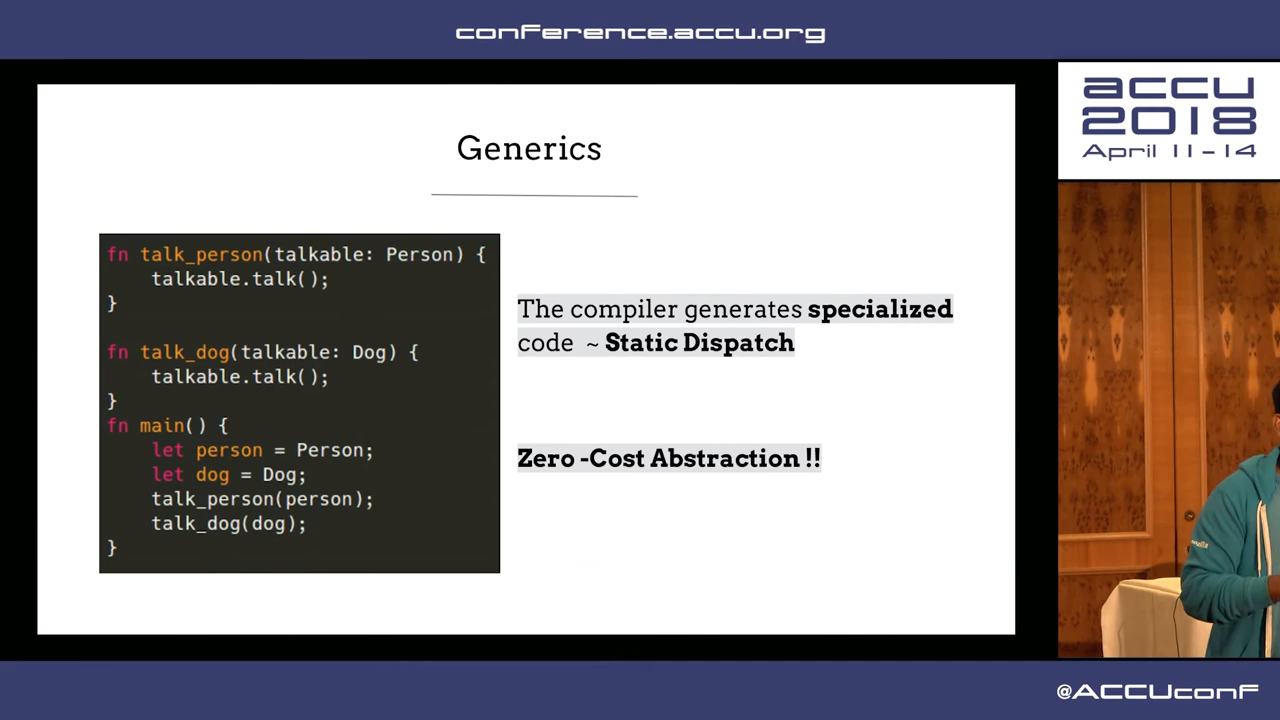 conference.accu.org
accu
2018
April 11-14
Generics
fn talk_person(talkable: Person) {
    talkable.talk();
}

fn talk_dog(talkable: Dog) {
    talkable.talk();
}
fn main() {
    let person = Person;
    let dog = Dog;
    talk_person(person);
    talk_dog(dog);
}
The compiler generates specialized
code ~ Static Dispatch
Zero -Cost Abstraction !!
@ACCUconf